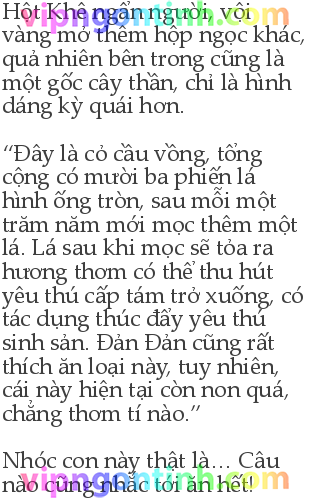 vipngontinh.com
Hột Khê ngẩn người, vội
vàng mở thêm hộp ngọc khác,
quả nhiên bên trong cũng là
một gốc cây thần, chỉ là hình
dáng kỳ quái hơn.
“Đây là cỏ cầu vồng, tổng
cộng có mười ba phiến lá
hình ống tròn, sau mỗi một
trăm năm mới mọc thêm một
lá. Lá sau khi mọc sẽ tỏa ra
hương thơm có thể thu hút
yêu thú cấp tám trở xuống, có
tác dụng thúc đẩy yêu thú
sinh sản. Đản Đản cũng rất
thích ăn loại này, tuy nhiên,
cái này hiện tại còn non quá,
chẳng thơm tí nào.”
Nhóc con này thật là... Câu
nào cũng nhắc tới ăn hết!
vipngontinh.com